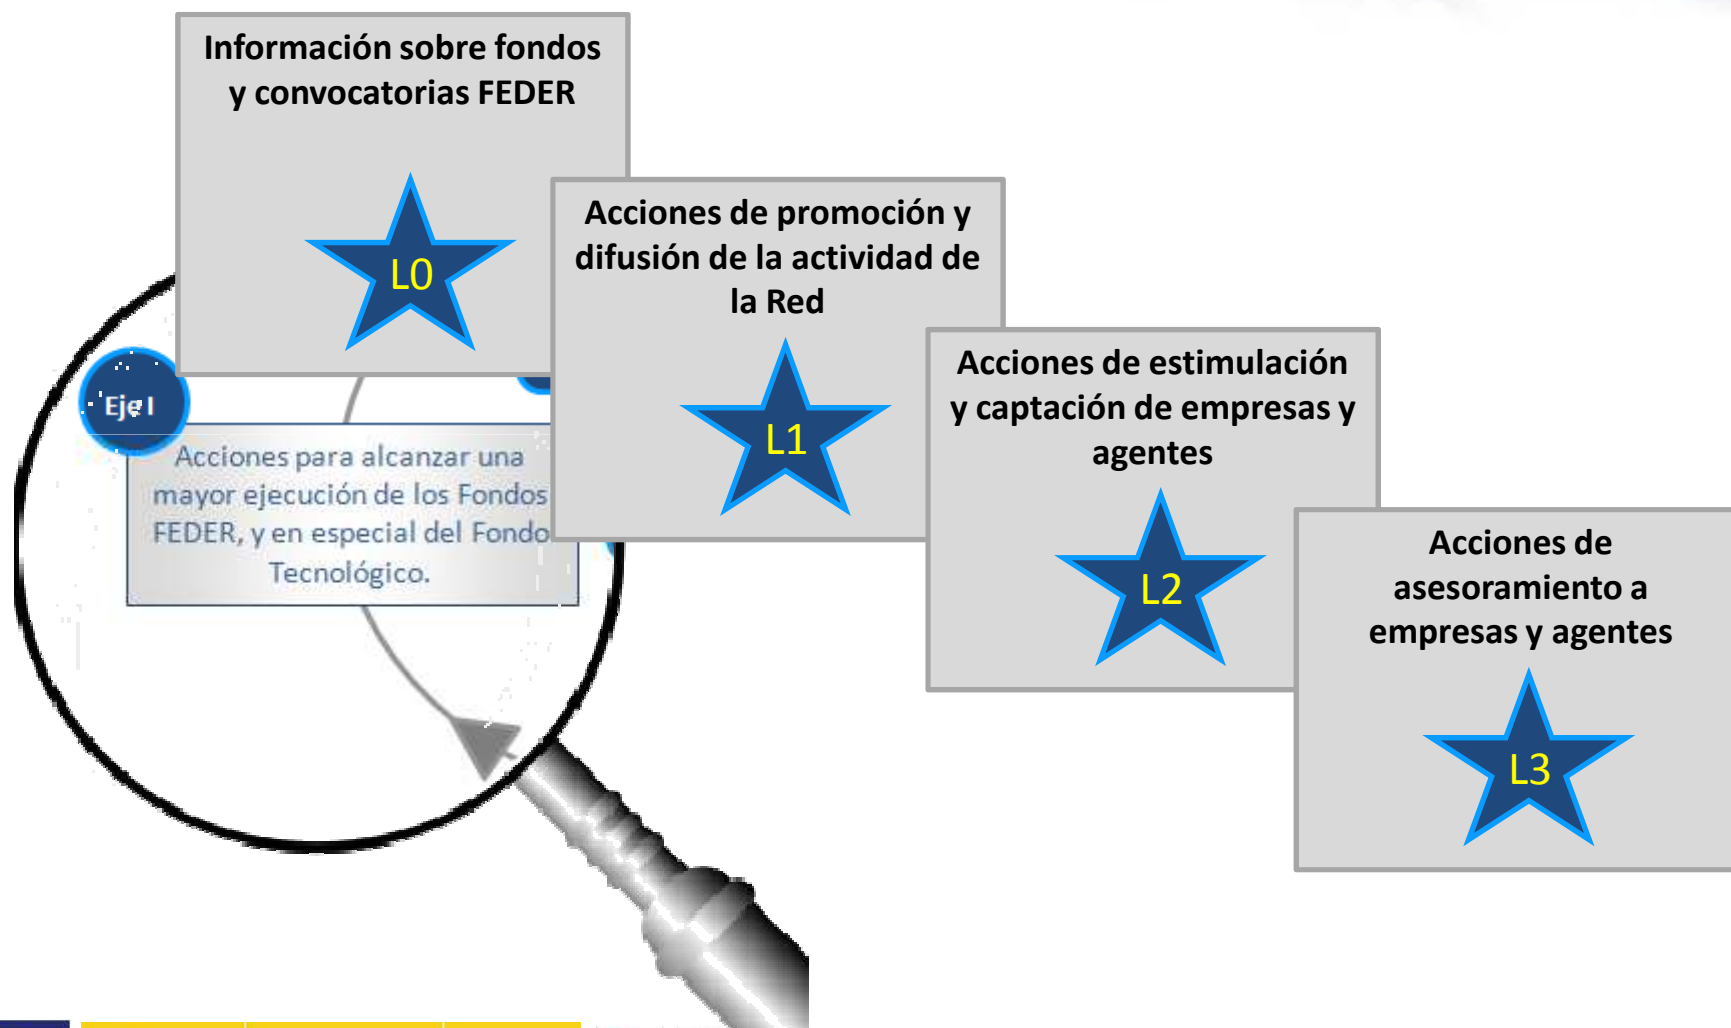 Información sobre fondos
y convocatorias FEDER
L0
Acciones de promoción y
difusión de la actividad de
la Red
L1
Acciones de estimulación
y captación de empresas y
agentes
L2
Acciones de
asesoramiento a
empresas y agentes
L3
Eje I
Acciones para alcanzar una
mayor ejecución de los Fondos
FEDER, y en especial del Fondo
Tecnológico.